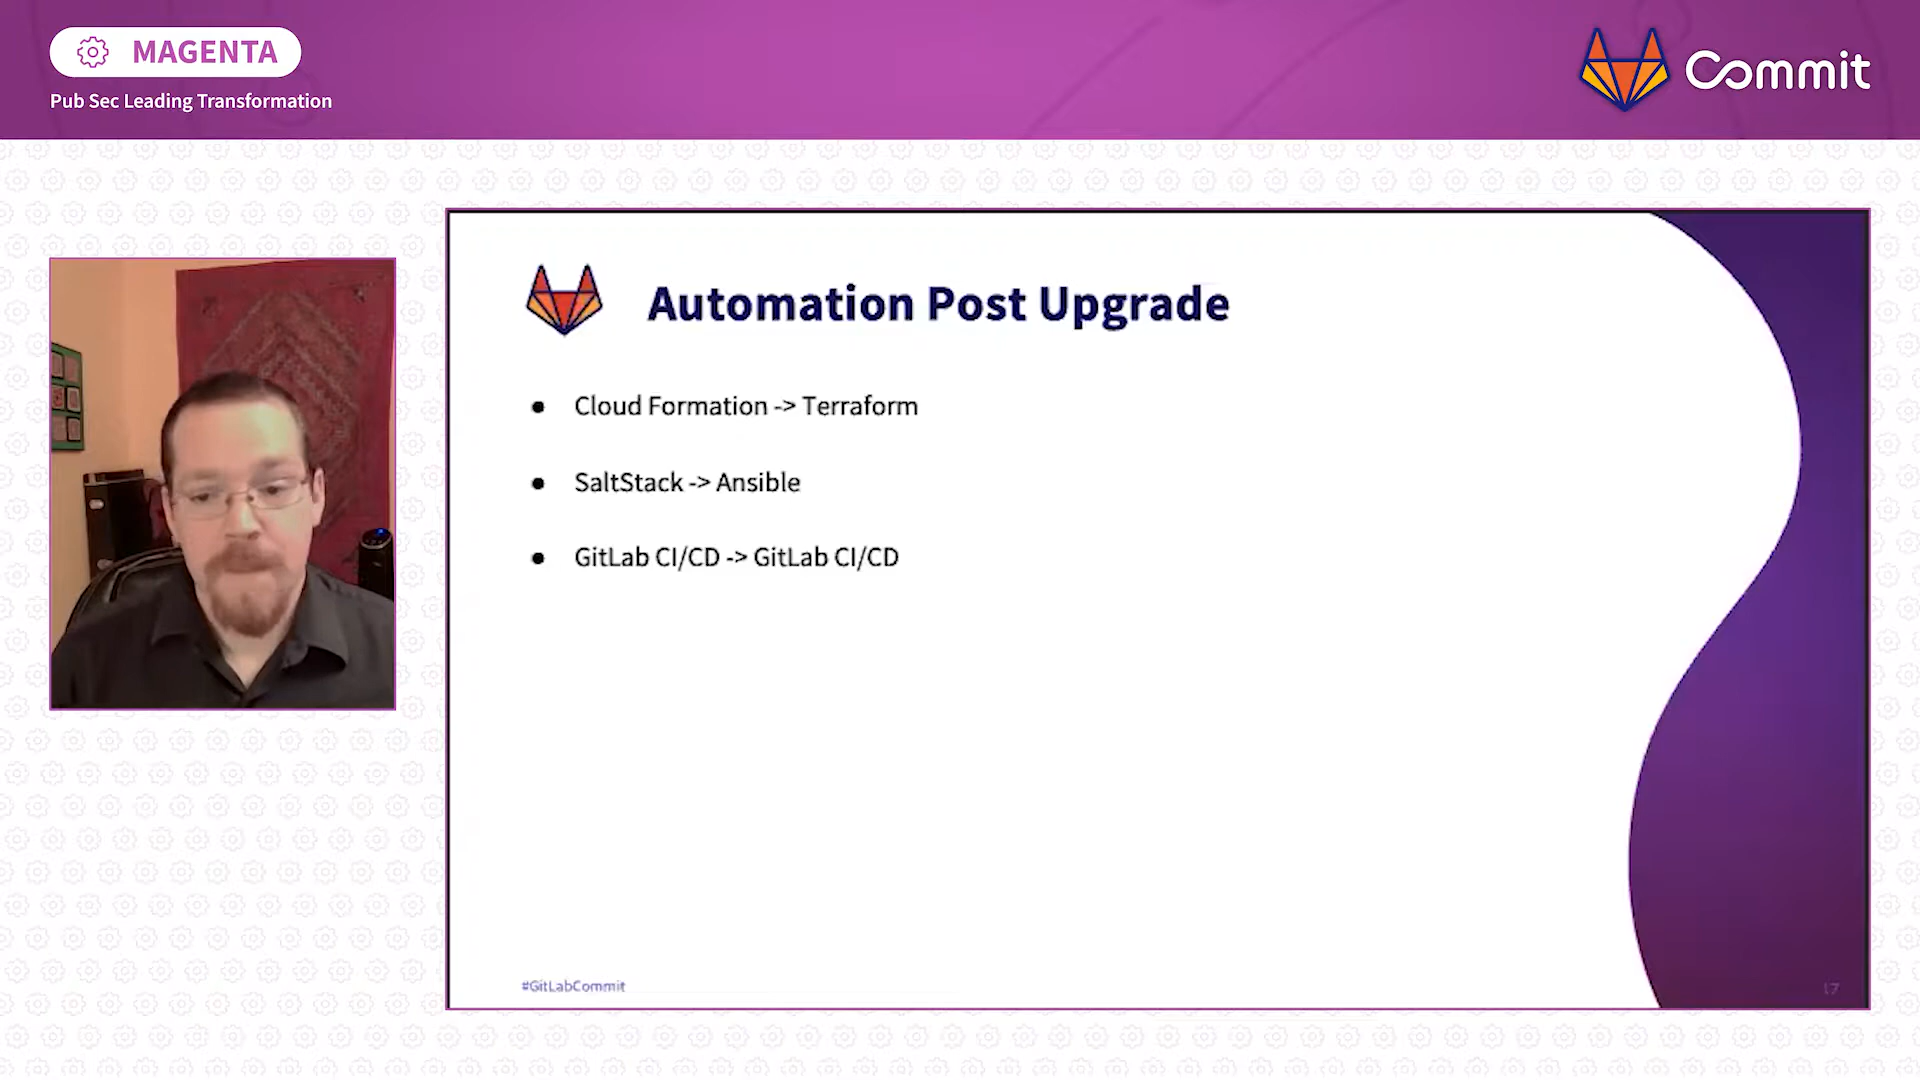 MAGENTA
Pub Sec Leading Transformation
Commit
Automation Post Upgrade
● Cloud Formation -> Terraform
● SaltStack -> Ansible
● GitLab CI/CD -> GitLab CI/CD
#GitLabCommit
17